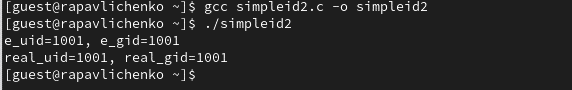 [guest@rapavlichenko ~]$ gcc simpleid2.c -o simpleid2
[guest@rapavlichenko ~]$ ./simpleid2
e_uid=1001, e_gid=1001
real_uid=1001, real_gid=1001
[guest@rapavlichenko ~]$